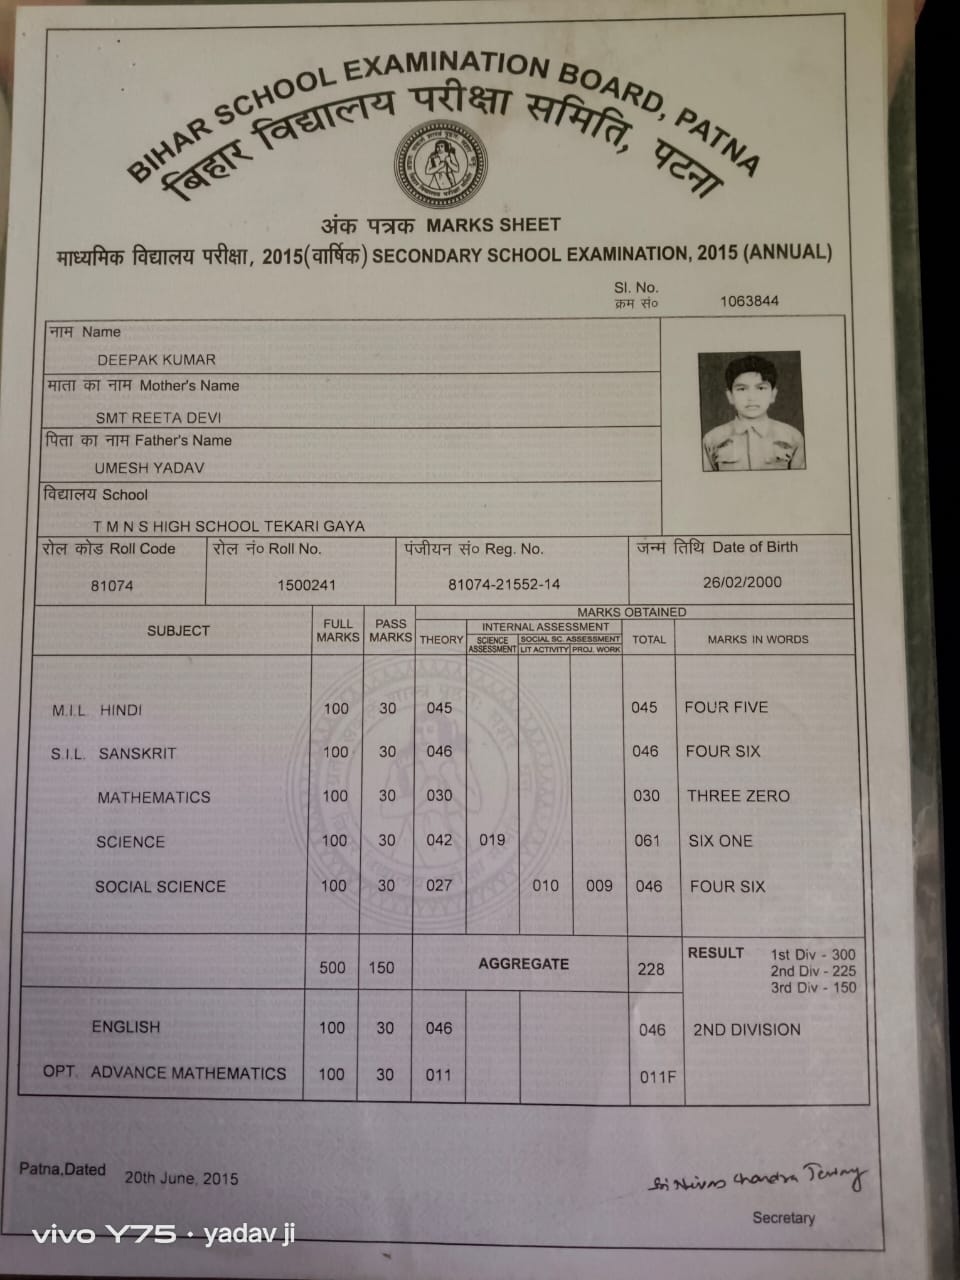 BIHAR SCHOOL EXAMINATION BOARD, PATNA
बिहार विद्यालय परीक्षा समिति, पटना
अंक पत्रक MARKS SHEET
माध्यमिक विद्यालय परीक्षा, 2015(वार्षिक) SECONDARY SCHOOL EXAMINATION, 2015 (ANNUAL)
Sl. No.
क्रम सं० 1063844
नाम Name
DEEPAK KUMAR
माता का नाम Mother's Name
SMT REETA DEVI
पिता का नाम Father's Name
UMESH YADAV
विद्यालय School
T M N S HIGH SCHOOL TEKARI GAYA
रोल कोड Roll Code रोल नं० Roll No. पंजीयन सं० Reg. No. जन्म तिथि Date of Birth
81074 1500241 81074-21552-14 26/02/2000
MARKS OBTAINED
SUBJECT FULL MARKS PASS MARKS THEORY INTERNAL ASSESSMENT TOTAL MARKS IN WORDS
SCIENCE ASSESSMENT SOCIAL SC. ASSESSMENT
LIT ACTIVITY PROJ. WORK
M.I.L. HINDI 100 30 045 045 FOUR FIVE
S.I.L. SANSKRIT 100 30 046 046 FOUR SIX
MATHEMATICS 100 30 030 030 THREE ZERO
SCIENCE 100 30 042 019 061 SIX ONE
SOCIAL SCIENCE 100 30 027 010 009 046 FOUR SIX
500 150 AGGREGATE 228 RESULT 1st Div - 300
2nd Div - 225
3rd Div - 150
ENGLISH 100 30 046 046 2ND DIVISION
OPT. ADVANCE MATHEMATICS 100 30 011 011F
Patna,Dated 20th June, 2015
Secretary
vivo Y75 · yadav ji